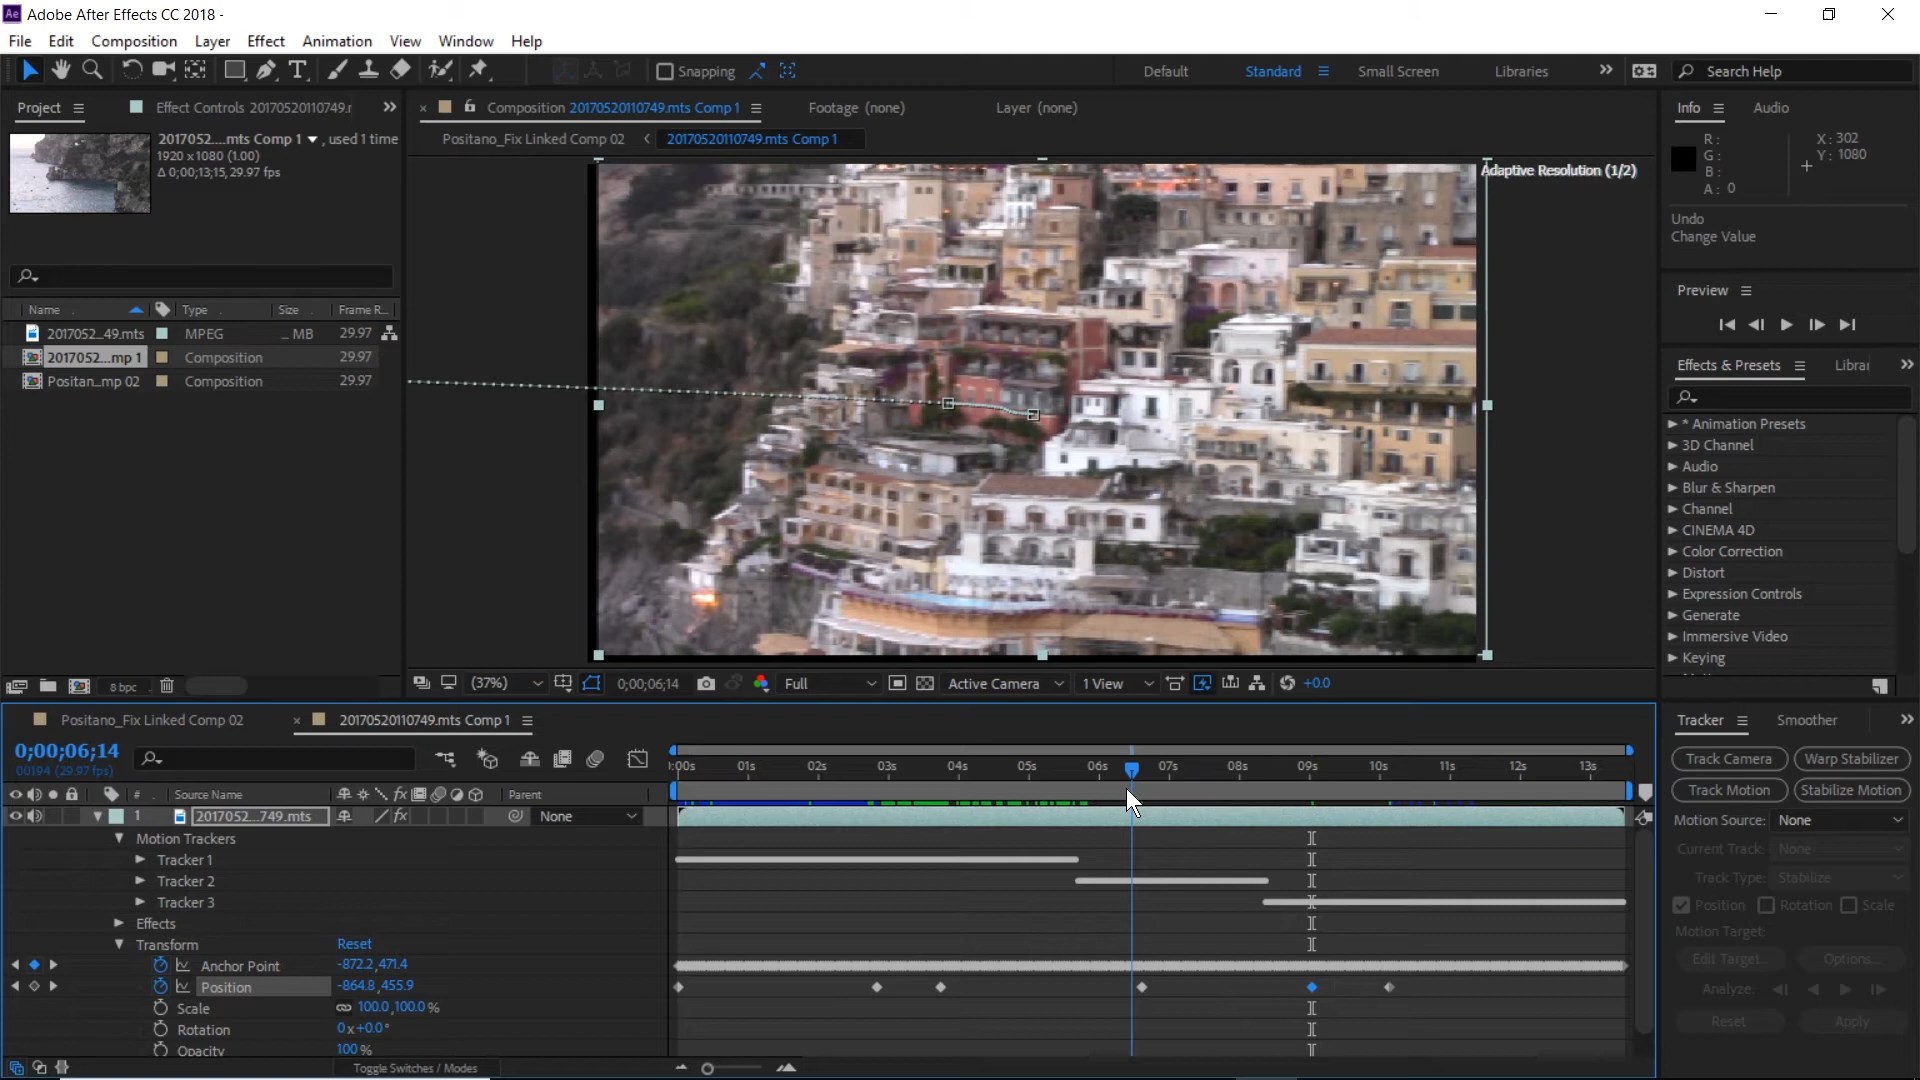 Ae Adobe After Effects CC 2018 -
File Edit Composition Layer Effect Animation View Window Help
Snapping
Default Standard Small Screen Libraries
Search Help
Project
Effect Controls 20170520110749.r
Composition 20170520110749.mts Comp 1
Footage (none)
Layer (none)
Info Audio
2017052....mts Comp 1 , used 1 time
1920 x 1080 (1.00)
Δ 0;00;13;15, 29.97 fps
Positano_Fix Linked Comp 02 < 20170520110749.mts Comp 1
Adaptive Resolution (1/2)
R :
G :
B :
A : 0
X : 302
Y : 1080
Undo
Change Value
Preview
Name Type Size Frame R...
2017052...49.mts MPEG ... MB 29.97
2017052...mp 1 Composition 29.97
Positan...mp 02 Composition 29.97
Effects & Presets Librai
* Animation Presets
3D Channel
Audio
Blur & Sharpen
Channel
CINEMA 4D
Color Correction
Distort
Expression Controls
Generate
Immersive Video
Keying
8 bpc
(37%) 0;00;06;14 Full Active Camera 1 View +0.0
Positano_Fix Linked Comp 02
20170520110749.mts Comp 1
0;00;06;14
00194 (29.97 fps)
):00s 01s 02s 03s 04s 05s 06s 07s 08s 09s 10s 11s 12s 13s
# Source Name fx Parent
1 2017052...749.mts fx None
Motion Trackers
Tracker 1
Tracker 2
Tracker 3
Effects
Transform Reset
Anchor Point -872.2,471.4
Position -864.8,455.9
Scale 100.0,100.0%
Rotation 0x+0.0°
Opacity 100%
Toggle Switches / Modes
Tracker Smoother
Track Camera Warp Stabilizer
Track Motion Stabilize Motion
Motion Source: None
Current Track: None
Track Type: Stabilize
Position Rotation Scale
Motion Target:
Edit Target... Options...
Analyze:
Reset Apply